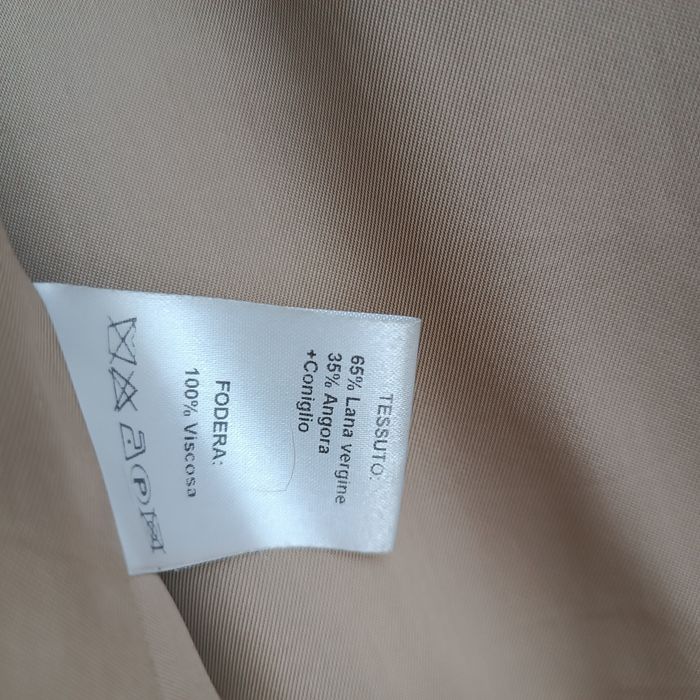 TESSUTO:
65% Lana vergine
35% Angora
+Coniglio
FODERA:
100% Viscosa
P